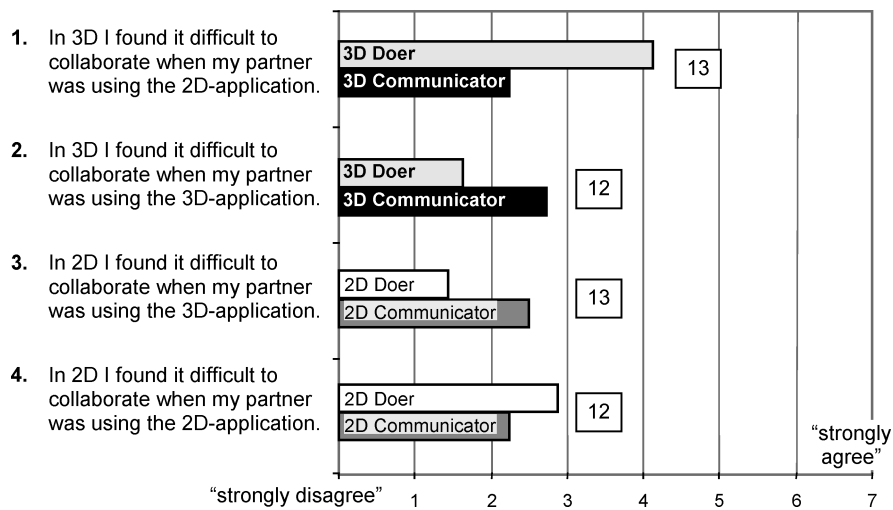 1. In 3D I found it difficult to
collaborate when my partner
was using the 2D-application.
3D Doer
3D Communicator
13
2. In 3D I found it difficult to
collaborate when my partner
was using the 3D-application.
3D Doer
3D Communicator
12
3. In 2D I found it difficult to
collaborate when my partner
was using the 3D-application.
2D Doer
2D Communicator
13
4. In 2D I found it difficult to
collaborate when my partner
was using the 2D-application.
2D Doer
2D Communicator
12
“strongly
agree”
“strongly disagree” 1 2 3 4 5 6 7